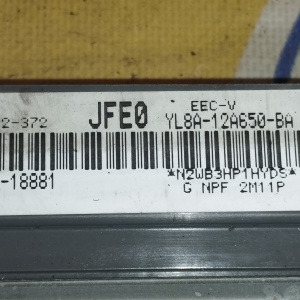 EEC-V
2-372 JFE0 YL8A-12A650-BA
-18881
*N2WB3HP1HYDS*
G NPF 2M11P